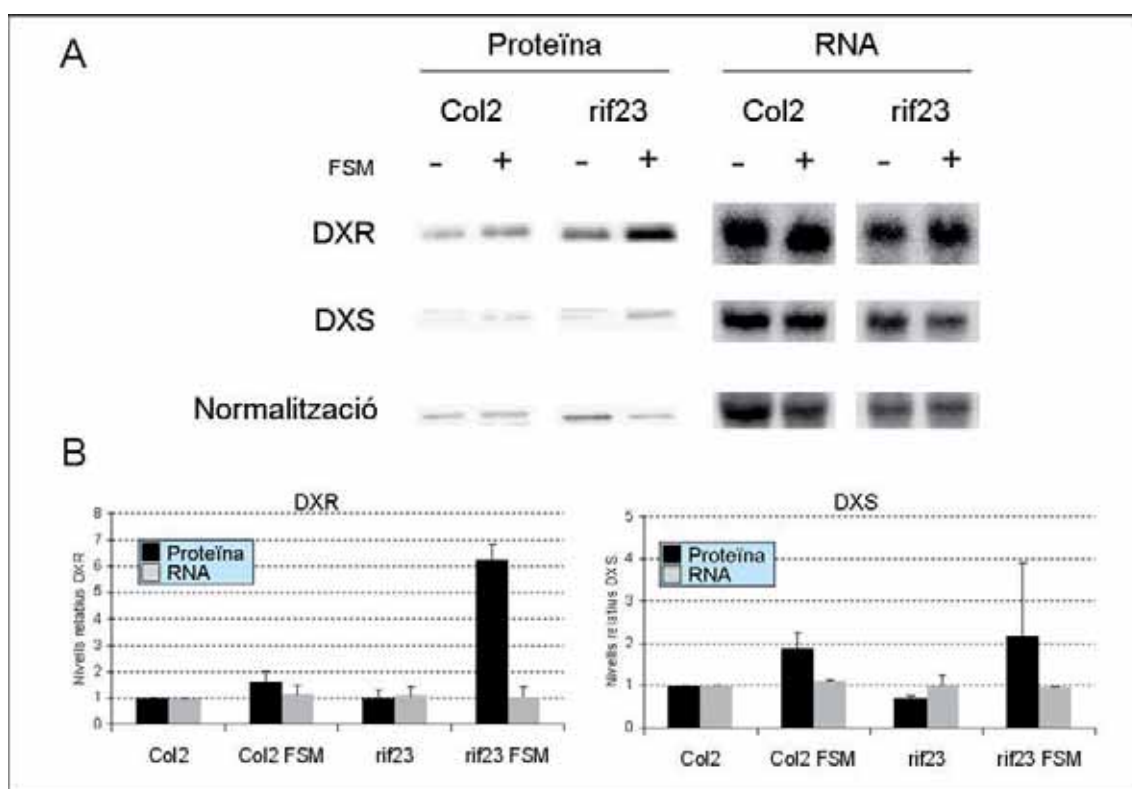 A
Proteïna RNA
Col2 rif23 Col2 rif23
FSM - + - + - + - +
DXR
DXS
Normalització
B
DXR
Nivells relatius DXR
8
7
6
5
4
3
2
1
0
Proteïna
RNA
Col2 Col2 FSM rif23 rif23 FSM
DXS
Nivells relatius DXS
5
4
3
2
1
0
Proteïna
RNA
Col2 Col2 FSM rif23 rif23 FSM